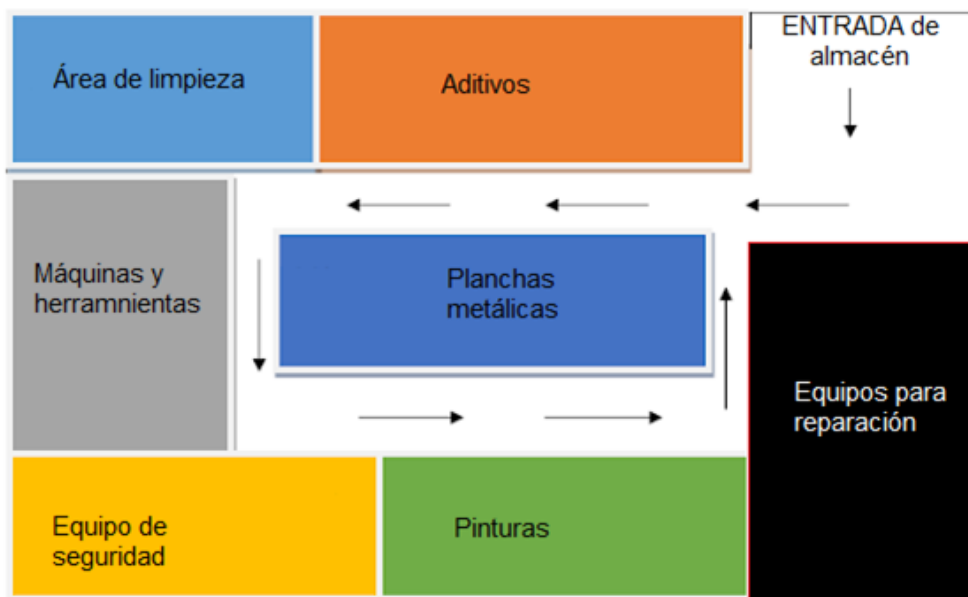 Área de limpieza
Aditivos
ENTRADA de
almacén
Máquinas y
herramnientas
Planchas
metálicas
Equipos para
reparación
Equipo de
seguridad
Pinturas